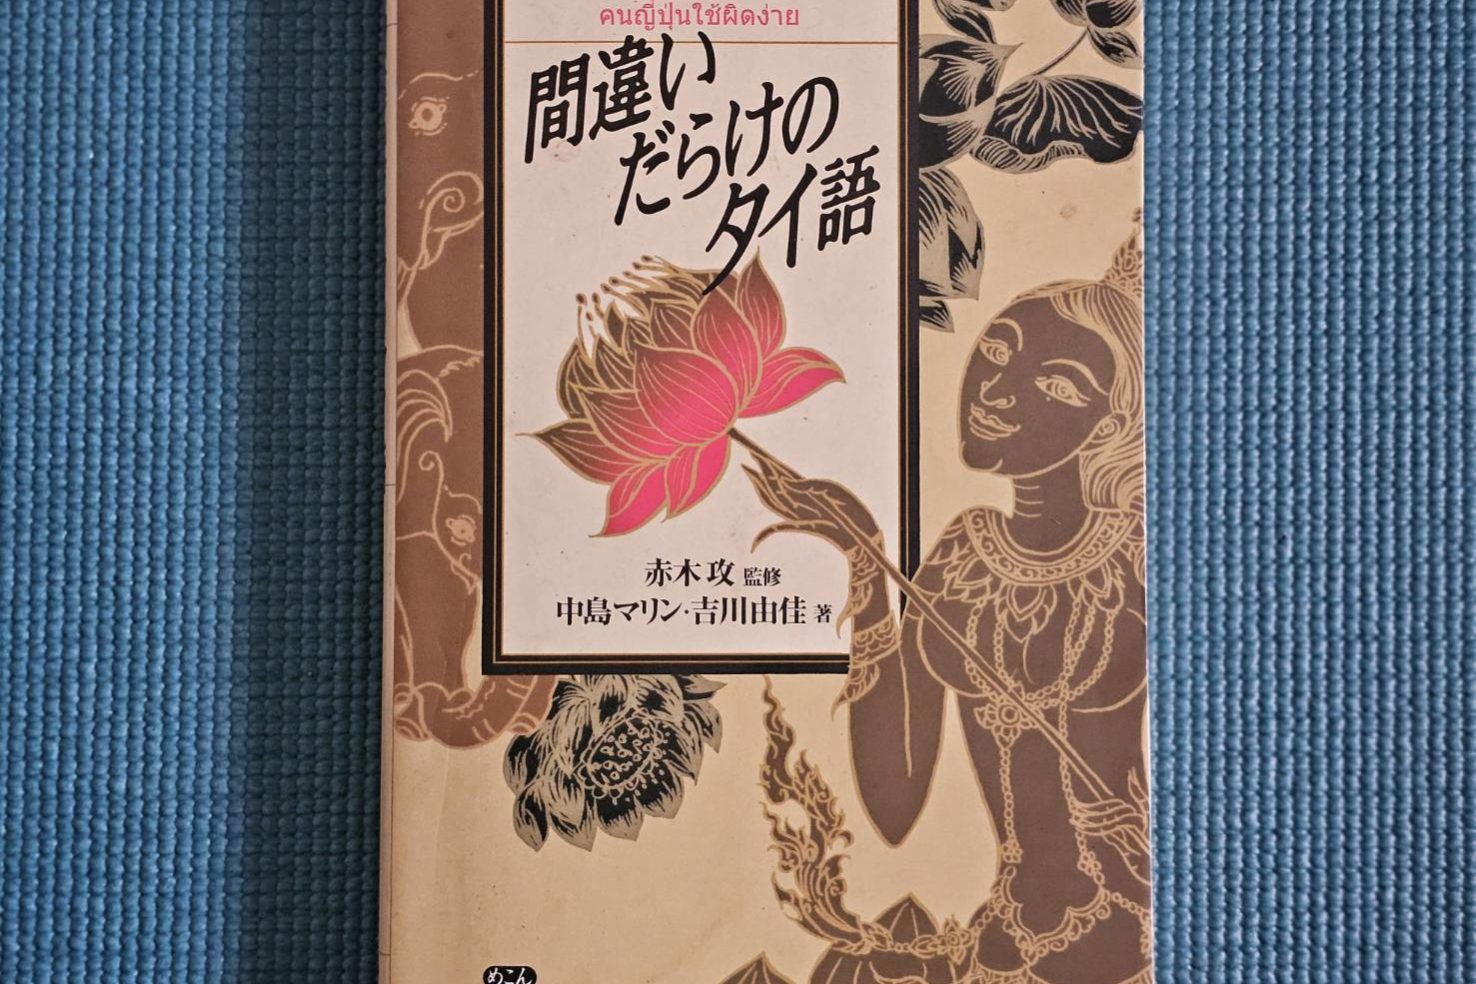 คนญี่ปุ่นใช้ผิดง่าย
間違い
だらけの
タイ語
赤木 攻 監修
中島マリン・吉川由佳 著
めこん